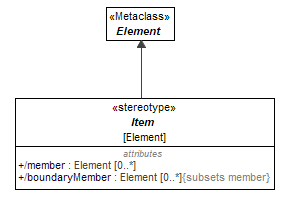 «Metaclass»
Element
«stereotype»
Item
[Element]
attributes
+/member : Element [0..*]
+/boundaryMember : Element [0..*]{subsets member}